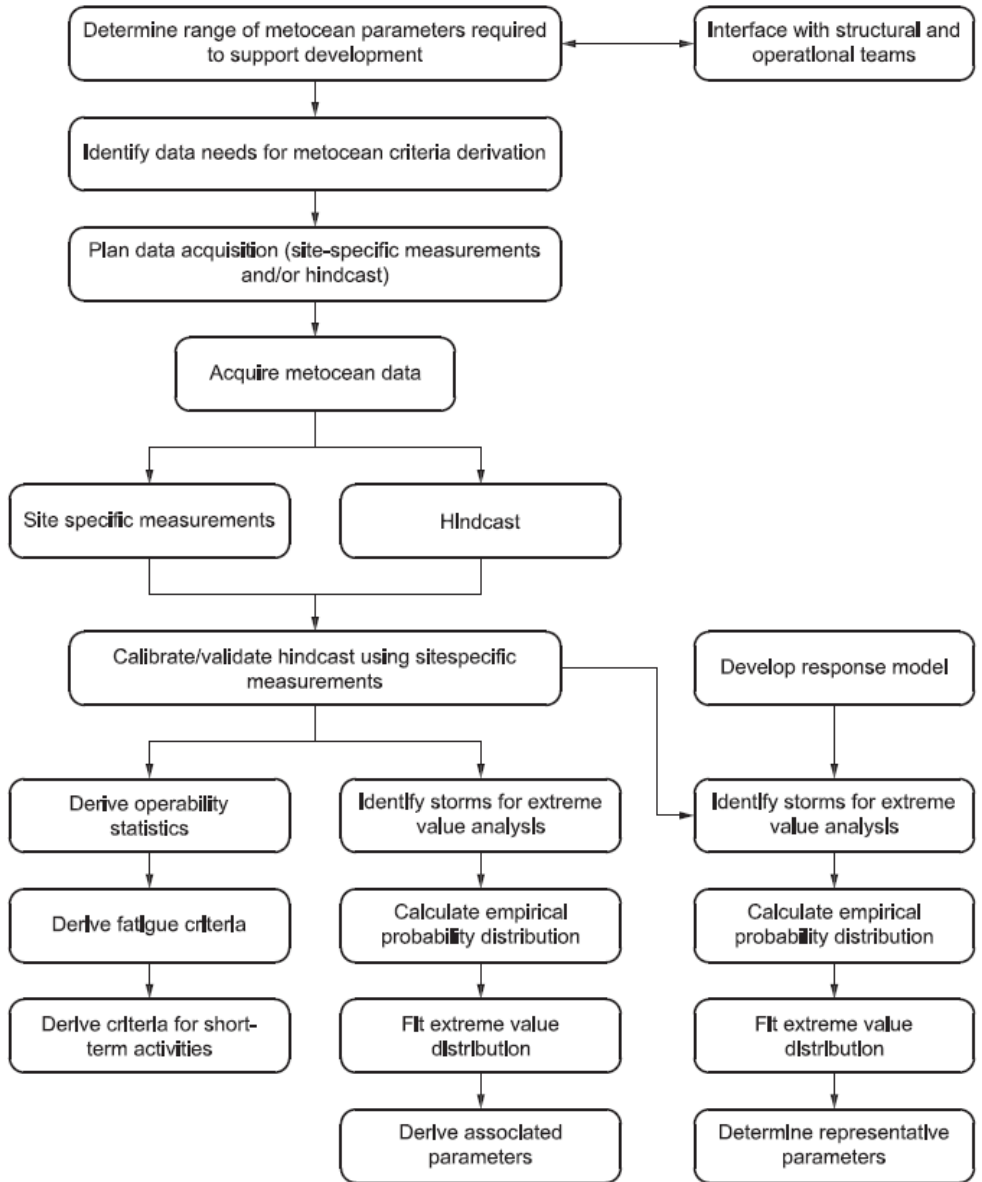 Determine range of metocean parameters required
to support development
Interface with structural and
operational teams
Identify data needs for metocean criteria derivation
Plan data acquisition (site-specific measurements
and/or hindcast)
Acquire metocean data
Site specific measurements
Hindcast
Calibrate/validate hindcast using sitespecific
measurements
Develop response model
Derive operability
statistics
Identify storms for extreme
value analysis
Identify storms for extreme
value analysis
Derive fatigue criteria
Calculate empirical
probability distribution
Calculate empirical
probability distribution
Derive criteria for short-
term activities
Fit extreme value
distribution
Fit extreme value
distribution
Derive associated
parameters
Determine representative
parameters